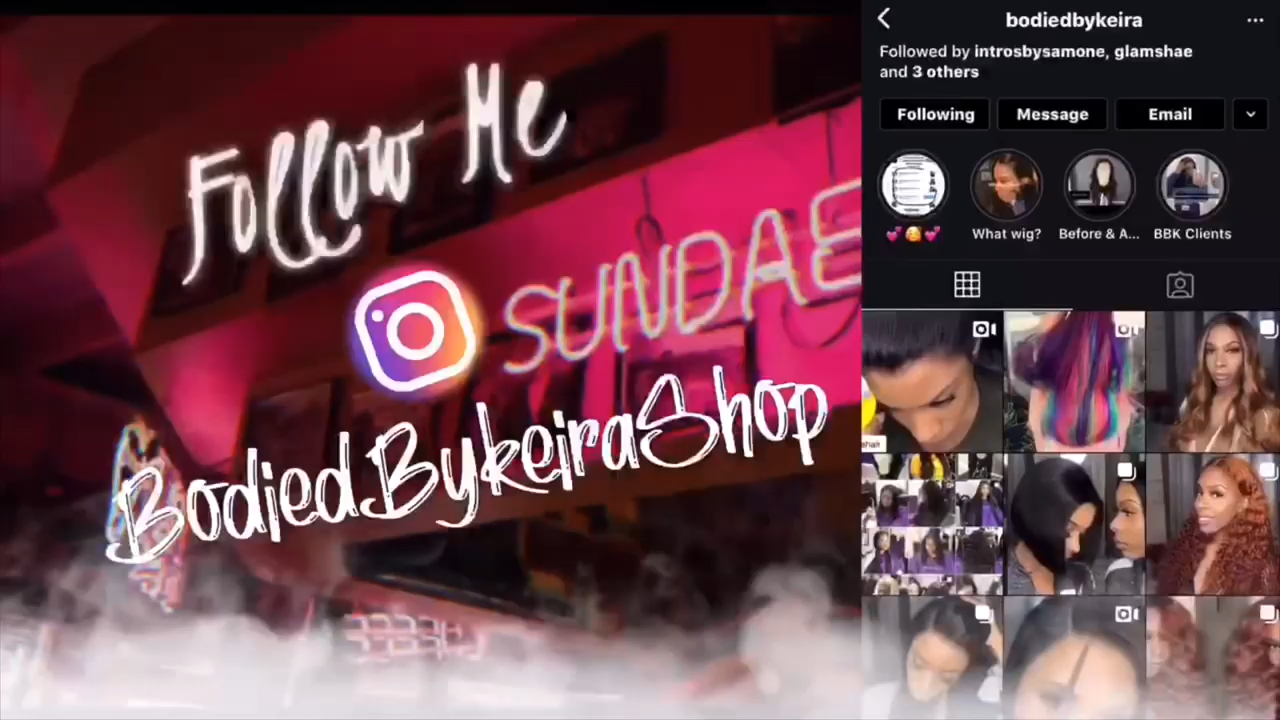 Follow Me
SUNDAE
BodiedBykeiraShop
bodiedbykeira
Followed by introsbysamone, glamshae
and 3 others
Following
Message
Email
💕🥰💕
What wig?
Before & A...
BBK Clients